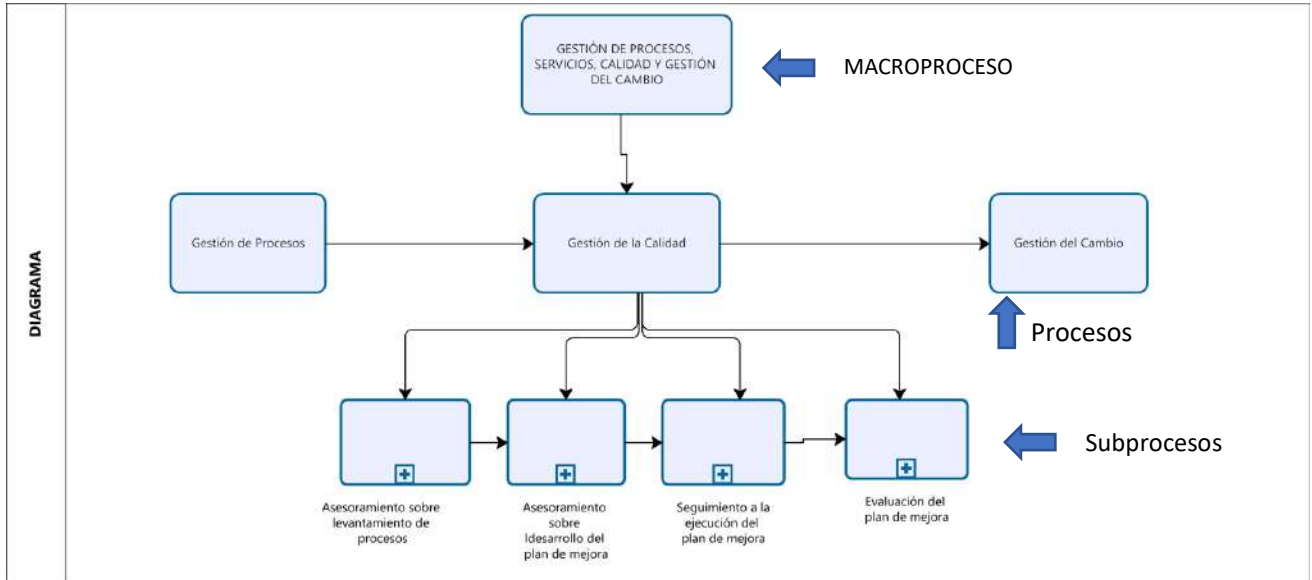 GESTIÓN DE PROCESOS,
SERVICIOS, CALIDAD Y GESTIÓN
DEL CAMBIO
MACROPROCESO
DIAGRAMA
Gestión de Procesos
Gestión de la Calidad
Gestión del Cambio
Procesos
Subprocesos
Asesoramiento sobre
levantamiento de
procesos
Asesoramiento
sobre
ldesarrollo del
plan de mejora
Seguimiento a la
ejecución del
plan de mejora
Evaluación del
plan de mejora